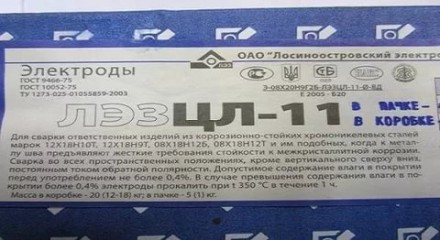 ОАО "Лосиноостровский электро
лэз
Электроды
ГОСТ 9466-75
ГОСТ 10052-75
ТУ 1273-025-01055859-2003
Э-08Х20Н9Г2Б-ЛЭЗЦЛ-11-Ø-ВД
Е 2005 - Б20
ЛЭЗЦЛ-11
В ПАЧКЕ-
В КОРОБКЕ
Для сварки ответственных изделий из коррозионно-стойких хромоникелевых сталей
марок 12Х18Н10Т, 12Х18Н9Т, 08Х18Н12Б, 08Х18Н12Т и им подобных, когда к метал-
лу шва предъявляют жесткие требования стойкости к межкристаллитной коррозии.
Сварка во всех пространственных положениях, кроме вертикального сверху вниз,
постоянным током обратной полярности. Допустимое содержание влаги в покрытии
перед употреблением не более 0,4%. В случае превышения содержания влаги в по-
крытии более 0,4% электроды прокалить при t 350 °С в течение 1 ч.
Масса в коробке - 20 (12-18) кг; в пачке - 5 (1) кг.